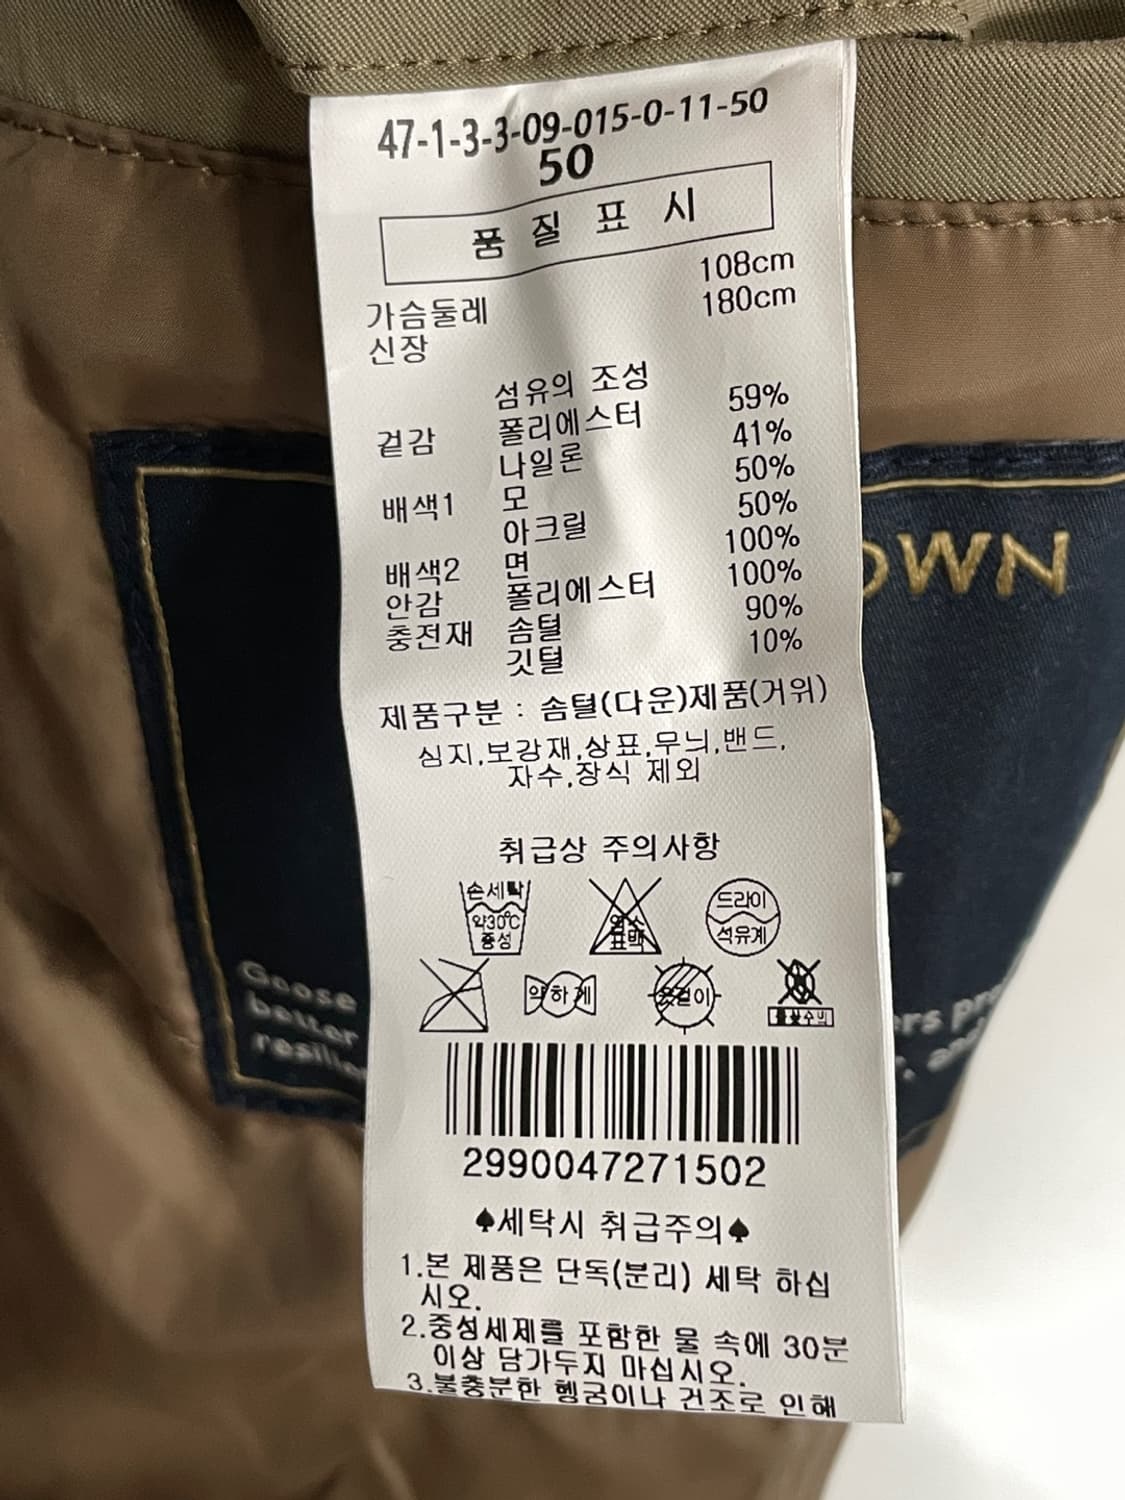 47-1-3-3-09-015-0-11-50
50
품 질 표 시
가슴둘레 108cm
신장 180cm
섬유의 조성
겉감 폴리에스터 59%
나일론 41%
배색1 모 50%
아크릴 50%
배색2 면 100%
안감 폴리에스터 100%
충전재 솜털 90%
깃털 10%
제품구분 : 솜털(다운)제품(거위)
심지,보강재,상표,무늬,밴드,
자수,장식 제외
취급상 주의사항
손세탁
약30℃
중성
염소
표백
드라이
석유계
약하게
옷걸이
2990047271502
♠세탁시 취급주의♠
1.본 제품은 단독(분리) 세탁 하십
시오.
2.중성세제를 포함한 물 속에 30분
이상 담가두지 마십시오.
3.불충분한 헹굼이나 건조로 인해
OWN
Goose
better
resilie
ers pr
, and